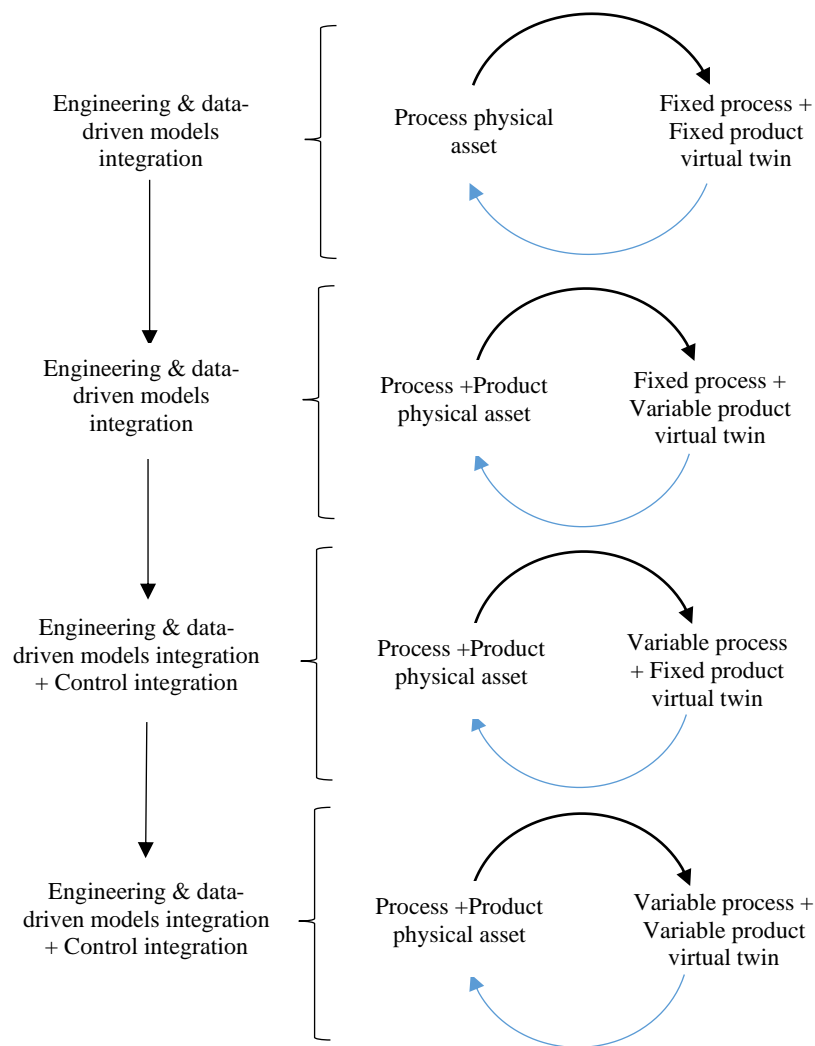 Engineering & data-
driven models
integration
Process physical
asset
Fixed process +
Fixed product
virtual twin
Engineering & data-
driven models
integration
Process +Product
physical asset
Fixed process +
Variable product
virtual twin
Engineering & data-
driven models integration
+ Control integration
Process +Product
physical asset
Variable process
+ Fixed product
virtual twin
Engineering & data-
driven models integration
+ Control integration
Process +Product
physical asset
Variable process +
Variable product
virtual twin